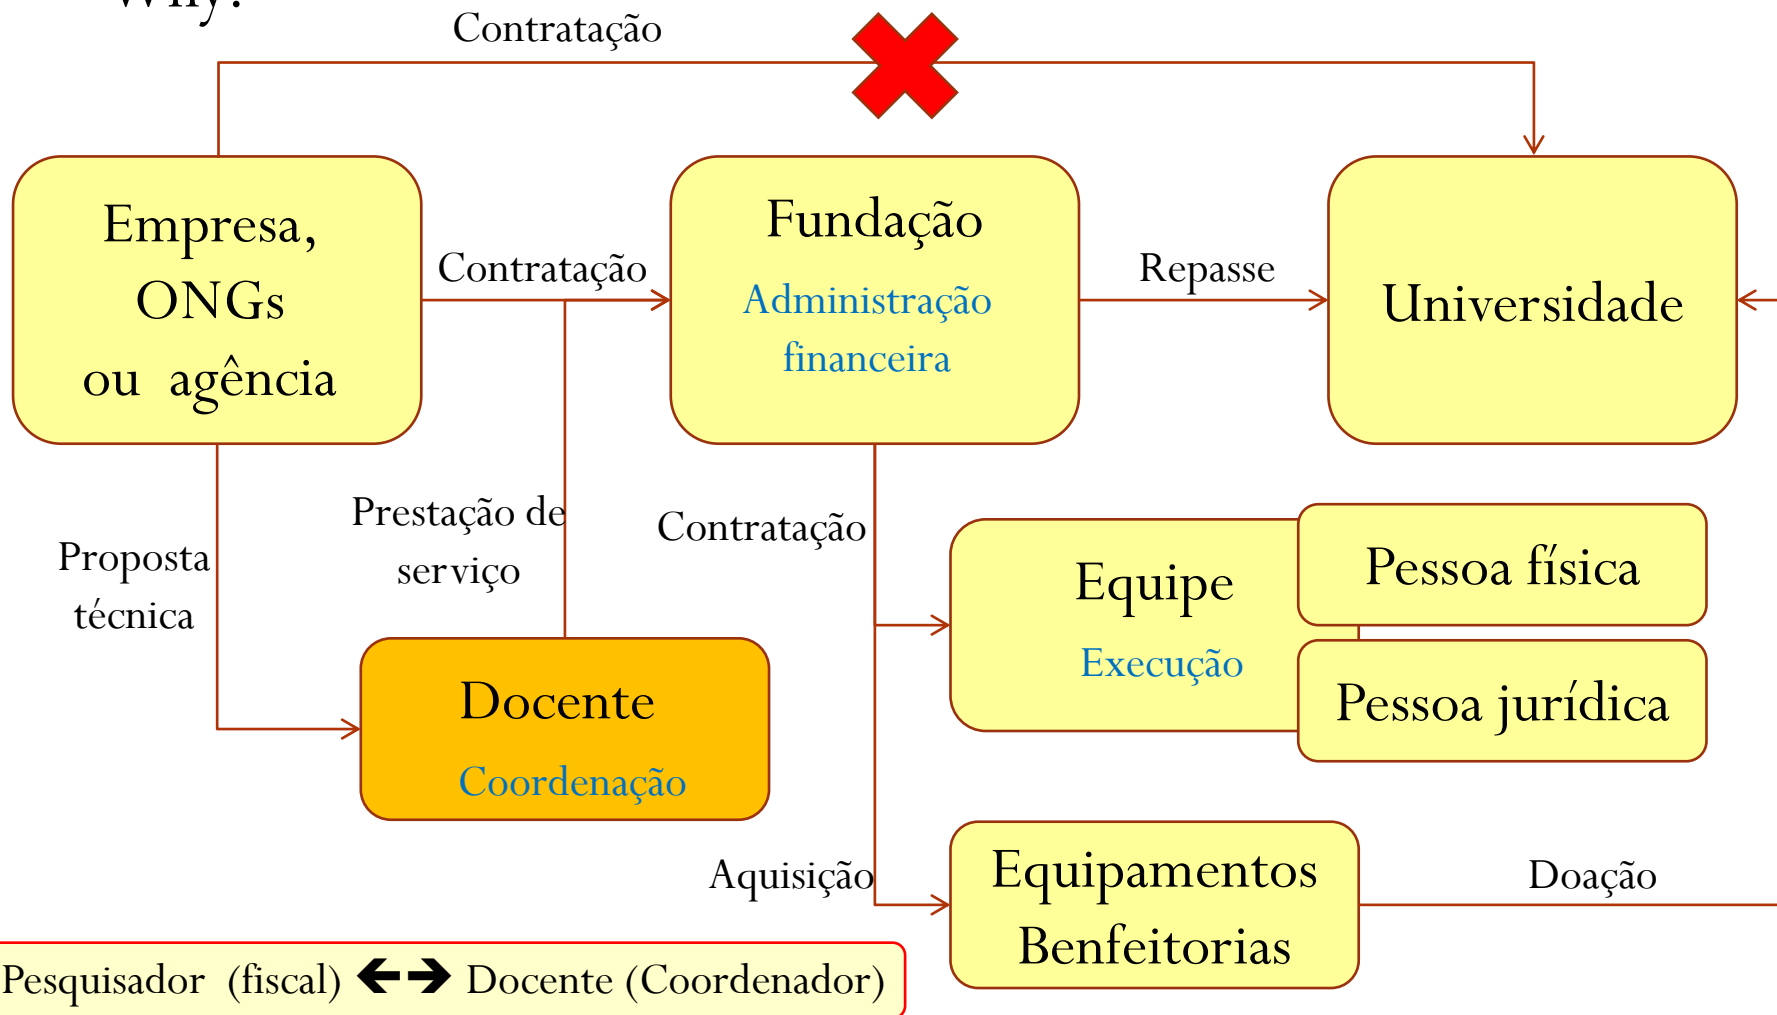 Why?
Contratação
Empresa,
ONGs
ou agência
Contratação
Fundação
Administração
financeira
Repasse
Universidade
Proposta
técnica
Prestação de
serviço
Contratação
Equipe
Execução
Pessoa física
Pessoa jurídica
Docente
Coordenação
Aquisição
Equipamentos
Benfeitorias
Doação
Pesquisador (fiscal) 🡸🡺 Docente (Coordenador)